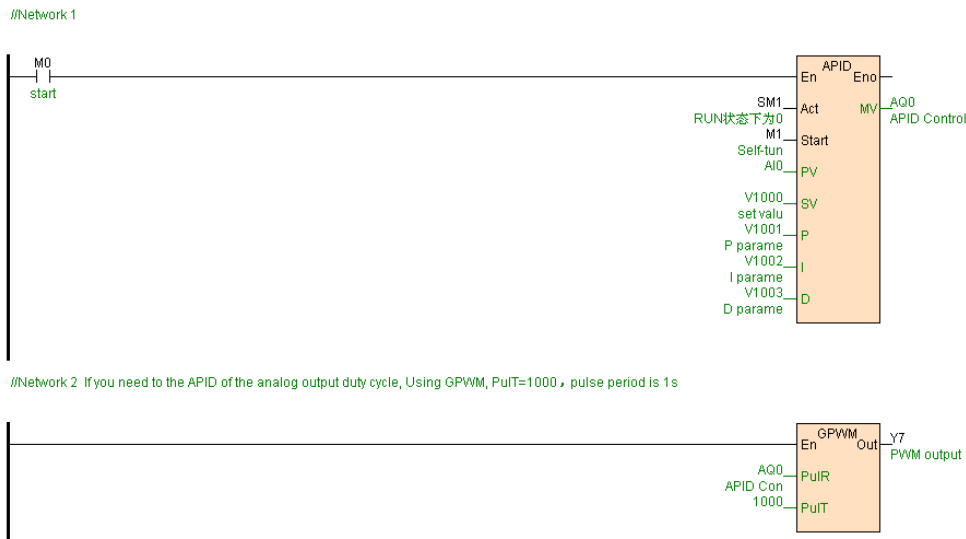 //Network 1
M0
start
APID
En Eno
SM1 Act MV AQ0
RUN状态下为0 APID Control
M1 Start
Self-tun
AI0 PV
V1000 SV
set valu
V1001 P
P parame
V1002 I
I parame
V1003 D
D parame
//Network 2 If you need to the APID of the analog output duty cycle, Using GPWM, PulT=1000，pulse period is 1s
GPWM
En Out Y7
PWM output
AQ0 PulR
APID Con
1000 PulT